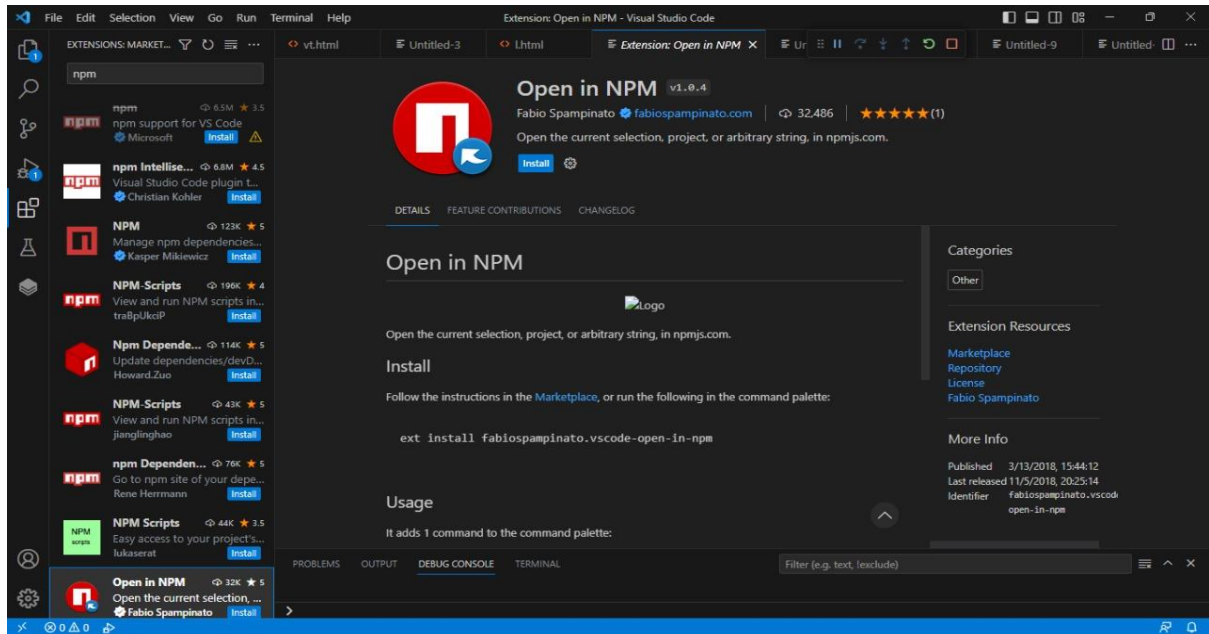 File Edit Selection View Go Run Terminal Help
Extension: Open in NPM - Visual Studio Code
EXTENSIONS: MARKET...
vt.html
Untitled-3
l.html
Extension: Open in NPM
Untitled-9
npm
npm 6.5M 3.5
npm support for VS Code
Microsoft Install
npm Intellise... 6.8M 4.5
Visual Studio Code plugin t...
Christian Kohler Install
NPM 123K 5
Manage npm dependencies...
Kasper Mikiewicz Install
NPM-Scripts 196K 4
View and run NPM scripts in...
traBpUkciP Install
Npm Depende... 114K 5
Update dependencies/devD...
Howard.Zuo Install
NPM-Scripts 43K 5
View and run NPM scripts in...
jianglinghao Install
npm Dependen... 76K 5
Go to npm site of your depe...
Rene Herrmann Install
NPM Scripts 44K 3.5
Easy access to your project's...
lukaserat Install
Open in NPM 32K 5
Open the current selection, ...
Fabio Spampinato Install
Open in NPM v1.0.4
Fabio Spampinato fabiospampinato.com 32,486 (1)
Open the current selection, project, or arbitrary string, in npmjs.com.
Install
DETAILS FEATURE CONTRIBUTIONS CHANGELOG
Open in NPM
Logo
Open the current selection, project, or arbitrary string, in npmjs.com.
Install
Follow the instructions in the Marketplace, or run the following in the command palette:
ext install fabiospampinato.vscode-open-in-npm
Usage
It adds 1 command to the command palette:
Categories
Other
Extension Resources
Marketplace
Repository
License
Fabio Spampinato
More Info
Published 3/13/2018, 15:44:12
Last released 11/5/2018, 20:25:14
Identifier fabiospampinato.vscod
open-in-npm
PROBLEMS OUTPUT DEBUG CONSOLE TERMINAL
Filter (e.g. text, !exclude)
0 0